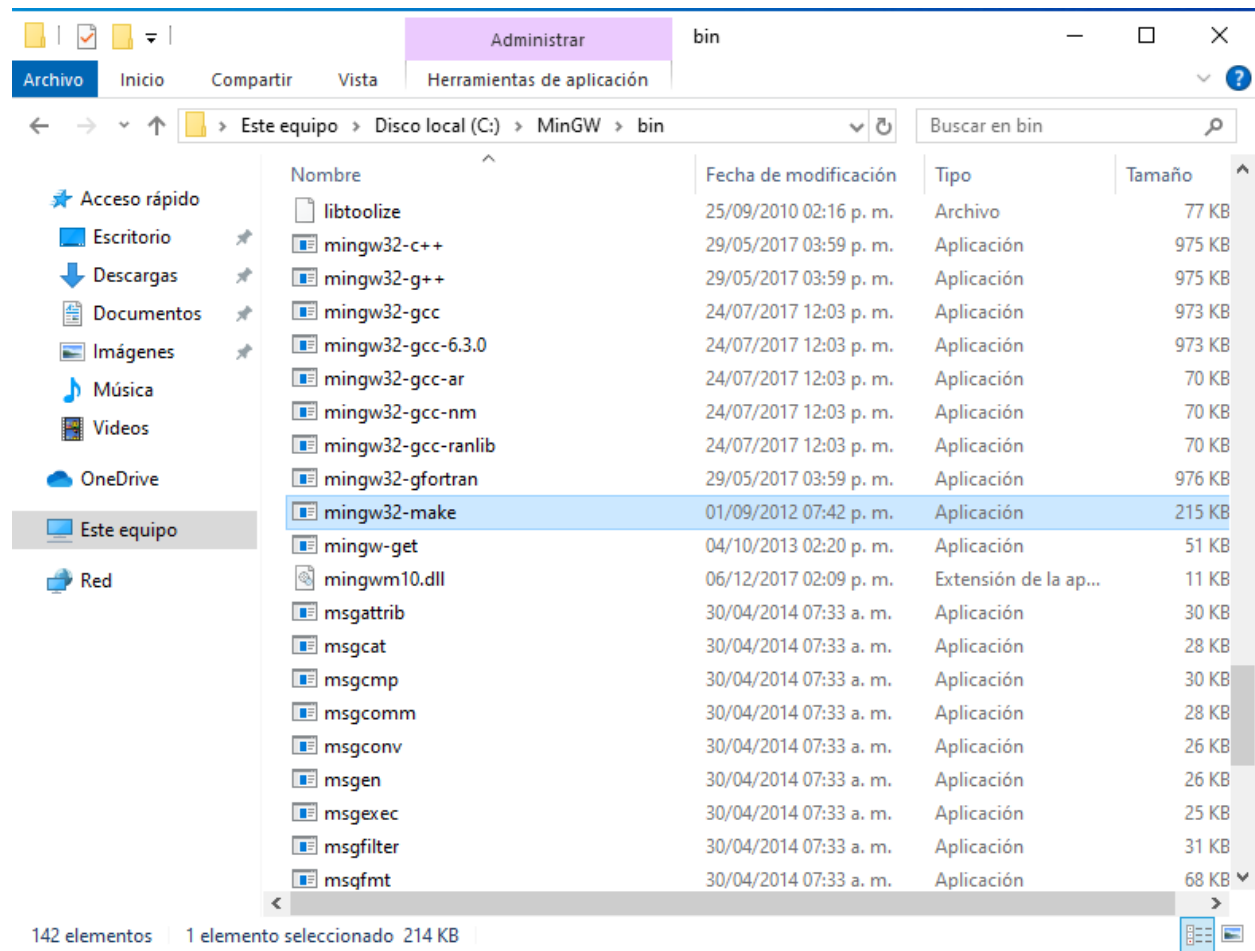 Administrar bin
Archivo Inicio Compartir Vista Herramientas de aplicación
Este equipo > Disco local (C:) > MinGW > bin Buscar en bin
Acceso rápido
Escritorio
Descargas
Documentos
Imágenes
Música
Videos
OneDrive
Este equipo
Red
Nombre Fecha de modificación Tipo Tamaño
libtoolize 25/09/2010 02:16 p. m. Archivo 77 KB
mingw32-c++ 29/05/2017 03:59 p. m. Aplicación 975 KB
mingw32-g++ 29/05/2017 03:59 p. m. Aplicación 975 KB
mingw32-gcc 24/07/2017 12:03 p. m. Aplicación 973 KB
mingw32-gcc-6.3.0 24/07/2017 12:03 p. m. Aplicación 973 KB
mingw32-gcc-ar 24/07/2017 12:03 p. m. Aplicación 70 KB
mingw32-gcc-nm 24/07/2017 12:03 p. m. Aplicación 70 KB
mingw32-gcc-ranlib 24/07/2017 12:03 p. m. Aplicación 70 KB
mingw32-gfortran 29/05/2017 03:59 p. m. Aplicación 976 KB
mingw32-make 01/09/2012 07:42 p. m. Aplicación 215 KB
mingw-get 04/10/2013 02:20 p. m. Aplicación 51 KB
mingwm10.dll 06/12/2017 02:09 p. m. Extensión de la ap... 11 KB
msgattrib 30/04/2014 07:33 a. m. Aplicación 30 KB
msgcat 30/04/2014 07:33 a. m. Aplicación 28 KB
msgcmp 30/04/2014 07:33 a. m. Aplicación 30 KB
msgcomm 30/04/2014 07:33 a. m. Aplicación 28 KB
msgconv 30/04/2014 07:33 a. m. Aplicación 26 KB
msgen 30/04/2014 07:33 a. m. Aplicación 26 KB
msgexec 30/04/2014 07:33 a. m. Aplicación 25 KB
msgfilter 30/04/2014 07:33 a. m. Aplicación 31 KB
msgfmt 30/04/2014 07:33 a. m. Aplicación 68 KB
142 elementos 1 elemento seleccionado 214 KB